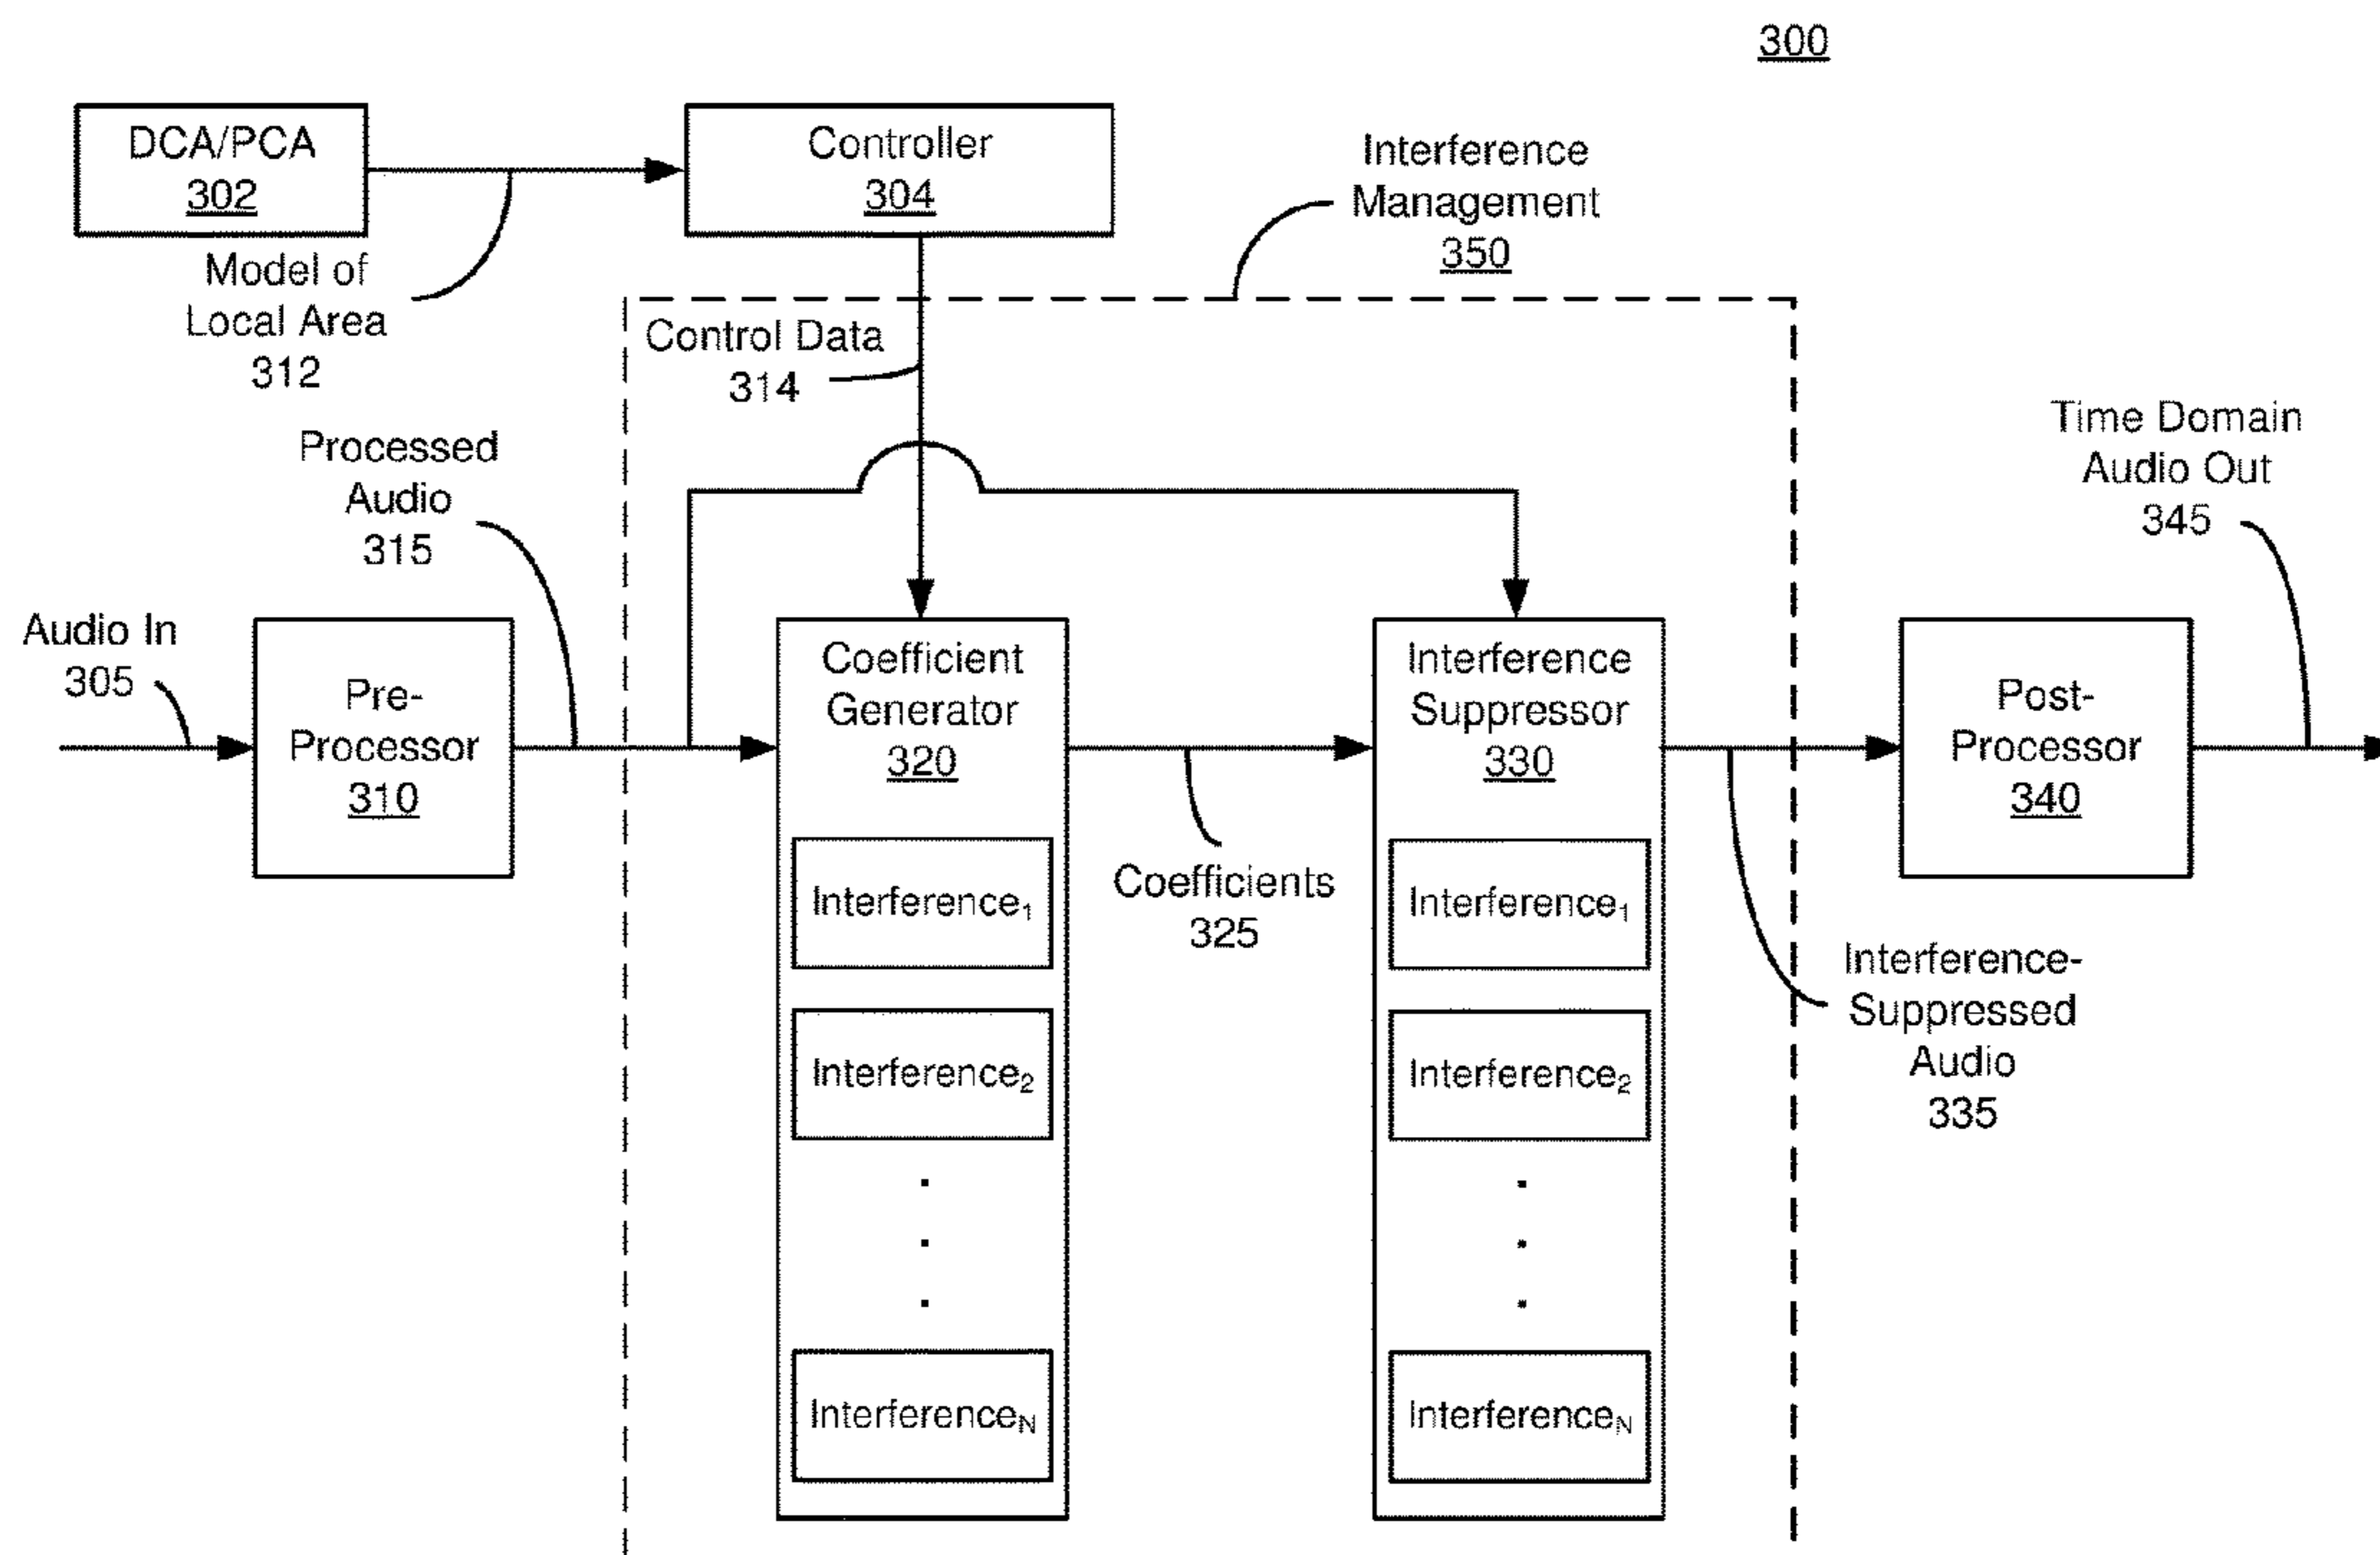 300
DCA/PCA
302
Controller
304
Interference
Management
350
Model of
Local Area
312
Control Data
314
Processed
Audio
315
Time Domain
Audio Out
345
Audio In
305
Pre-
Processor
310
Coefficient
Generator
320
Interference₁
Interference₂
Interference_N
Coefficients
325
Interference
Suppressor
330
Interference₁
Interference₂
Interference_N
Post-
Processor
340
Interference-
Suppressed
Audio
335